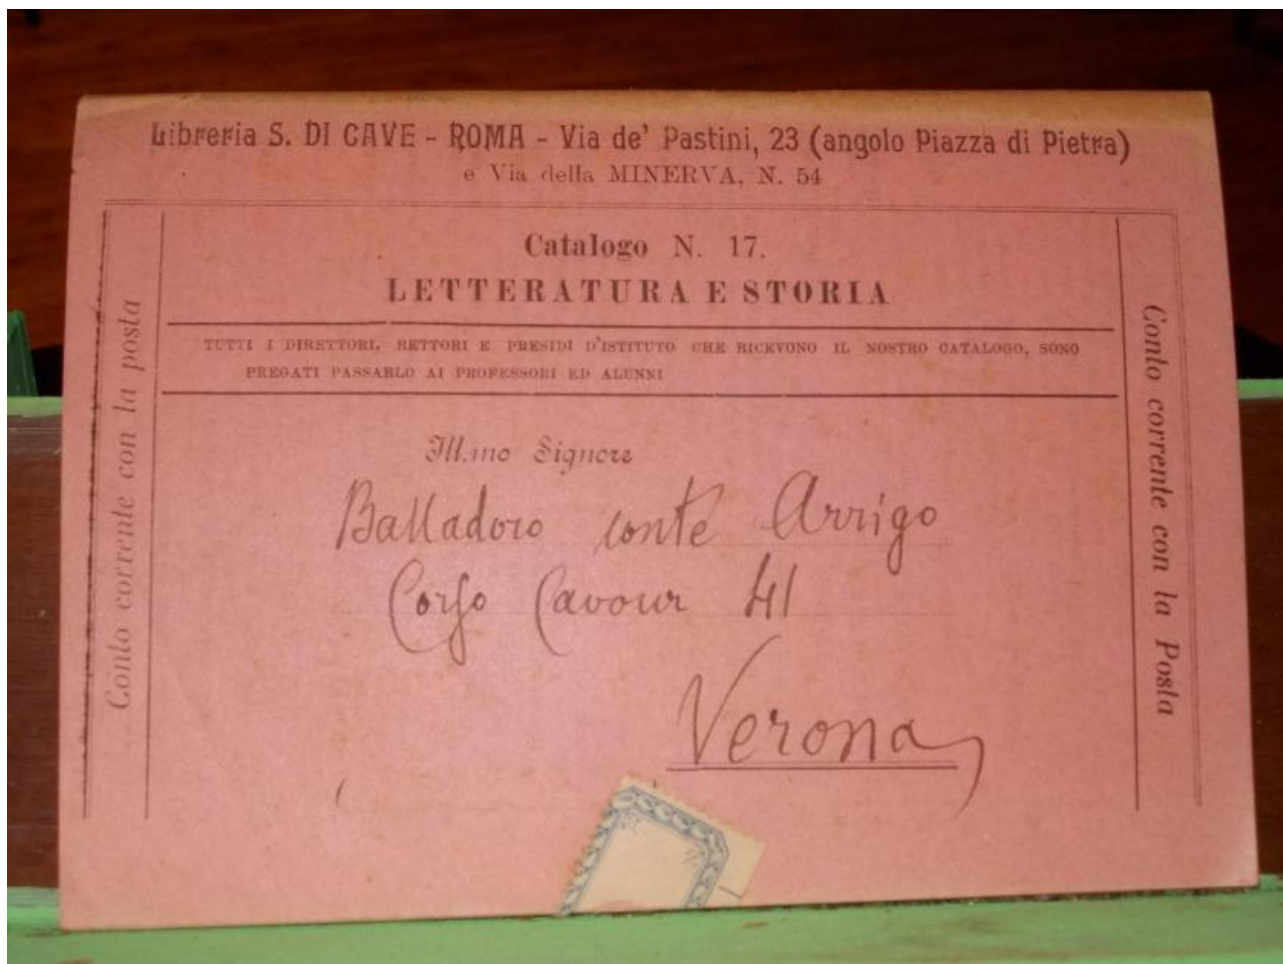 Libreria S. DI CAVE - ROMA - Via de' Pastini, 23 (angolo Piazza di Pietra)
e Via della MINERVA, N. 54
Catalogo N. 17.
LETTERATURA E STORIA
TUTTI I DIRETTORI, RETTORI E PRESIDI D'ISTITUTO CHE RICEVONO IL NOSTRO CATALOGO, SONO
PREGATI PASSARLO AI PROFESSORI ED ALUNNI
Conto corrente con la posta
Ill.mo Signore
Balladoro conte Arrigo
Corso Cavour 41
Verona
Conto corrente con la Posta